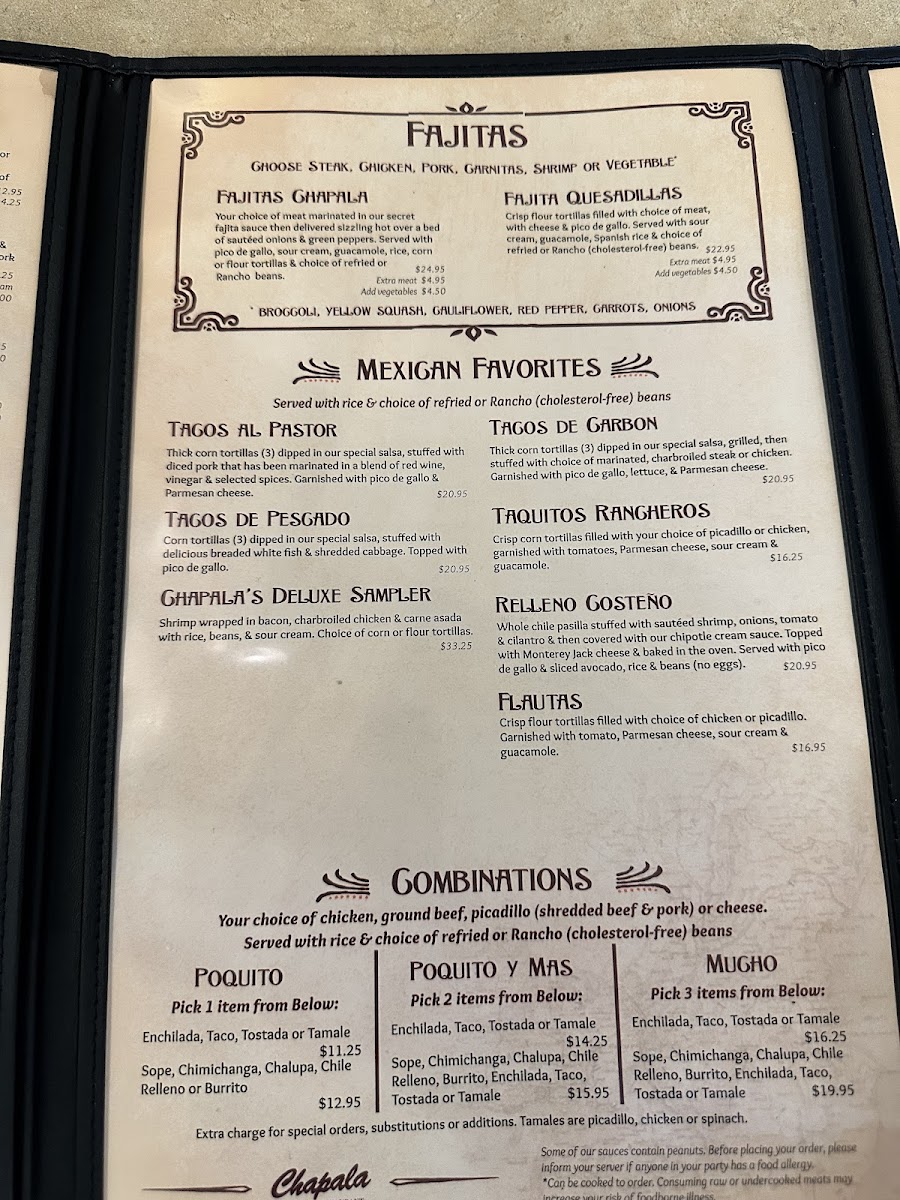 or
of
2.95
4.25
&
ork
.25
am
00
FAJITAS
CHOOSE STEAK, CHICKEN, PORK, CARNITAS, SHRIMP OR VEGETABLE*
FAJITAS CHAPALA
Your choice of meat marinated in our secret
fajita sauce then delivered sizzling hot over a bed
of sautéed onions & green peppers. Served with
pico de gallo, sour cream, guacamole, rice, corn
or flour tortillas & choice of refried or
Rancho beans.
$24.95
Extra meat $4.95
Add vegetables $4.50
FAJITA QUESADILLAS
Crisp flour tortillas filled with choice of meat,
with cheese & pico de gallo. Served with sour
cream, guacamole, Spanish rice & choice of
refried or Rancho (cholesterol-free) beans. $22.95
Extra meat $4.95
Add vegetables $4.50
* BROCCOLI, YELLOW SQUASH, CAULIFLOWER, RED PEPPER, CARROTS, ONIONS
MEXICAN FAVORITES
Served with rice & choice of refried or Rancho (cholesterol-free) beans
TACOS AL PASTOR
Thick corn tortillas (3) dipped in our special salsa, stuffed with
diced pork that has been marinated in a blend of red wine,
vinegar & selected spices. Garnished with pico de gallo &
Parmesan cheese. $20.95
TACOS DE PESCADO
Corn tortillas (3) dipped in our special salsa, stuffed with
delicious breaded white fish & shredded cabbage. Topped with
pico de gallo. $20.95
CHAPALA'S DELUXE SAMPLER
Shrimp wrapped in bacon, charbroiled chicken & carne asada
with rice, beans, & sour cream. Choice of corn or flour tortillas.
$33.25
TACOS DE CARBON
Thick corn tortillas (3) dipped in our special salsa, grilled, then
stuffed with choice of marinated, charbroiled steak or chicken.
Garnished with pico de gallo, lettuce, & Parmesan cheese.
$20.95
TAQUITOS RANCHEROS
Crisp corn tortillas filled with your choice of picadillo or chicken,
garnished with tomatoes, Parmesan cheese, sour cream &
guacamole. $16.25
RELLENO COSTEÑO
Whole chile pasilla stuffed with sautéed shrimp, onions, tomato
& cilantro & then covered with our chipotle cream sauce. Topped
with Monterey Jack cheese & baked in the oven. Served with pico
de gallo & sliced avocado, rice & beans (no eggs). $20.95
FLAUTAS
Crisp flour tortillas filled with choice of chicken or picadillo.
Garnished with tomato, Parmesan cheese, sour cream &
guacamole. $16.95
COMBINATIONS
Your choice of chicken, ground beef, picadillo (shredded beef & pork) or cheese.
Served with rice & choice of refried or Rancho (cholesterol-free) beans
POQUITO
Pick 1 item from Below:
Enchilada, Taco, Tostada or Tamale
$11.25
Sope, Chimichanga, Chalupa, Chile
Relleno or Burrito
$12.95
POQUITO Y MAS
Pick 2 items from Below:
Enchilada, Taco, Tostada or Tamale
$14.25
Sope, Chimichanga, Chalupa, Chile
Relleno, Burrito, Enchilada, Taco,
Tostada or Tamale $15.95
MUCHO
Pick 3 items from Below:
Enchilada, Taco, Tostada or Tamale
$16.25
Sope, Chimichanga, Chalupa, Chile
Relleno, Burrito, Enchilada, Taco,
Tostada or Tamale $19.95
Extra charge for special orders, substitutions or additions. Tamales are picadillo, chicken or spinach.
Chapala
Some of our sauces contain peanuts. Before placing your order, please
inform your server if anyone in your party has a food allergy.
*Can be cooked to order. Consuming raw or undercooked meats may
increase your risk of foodborne illness.